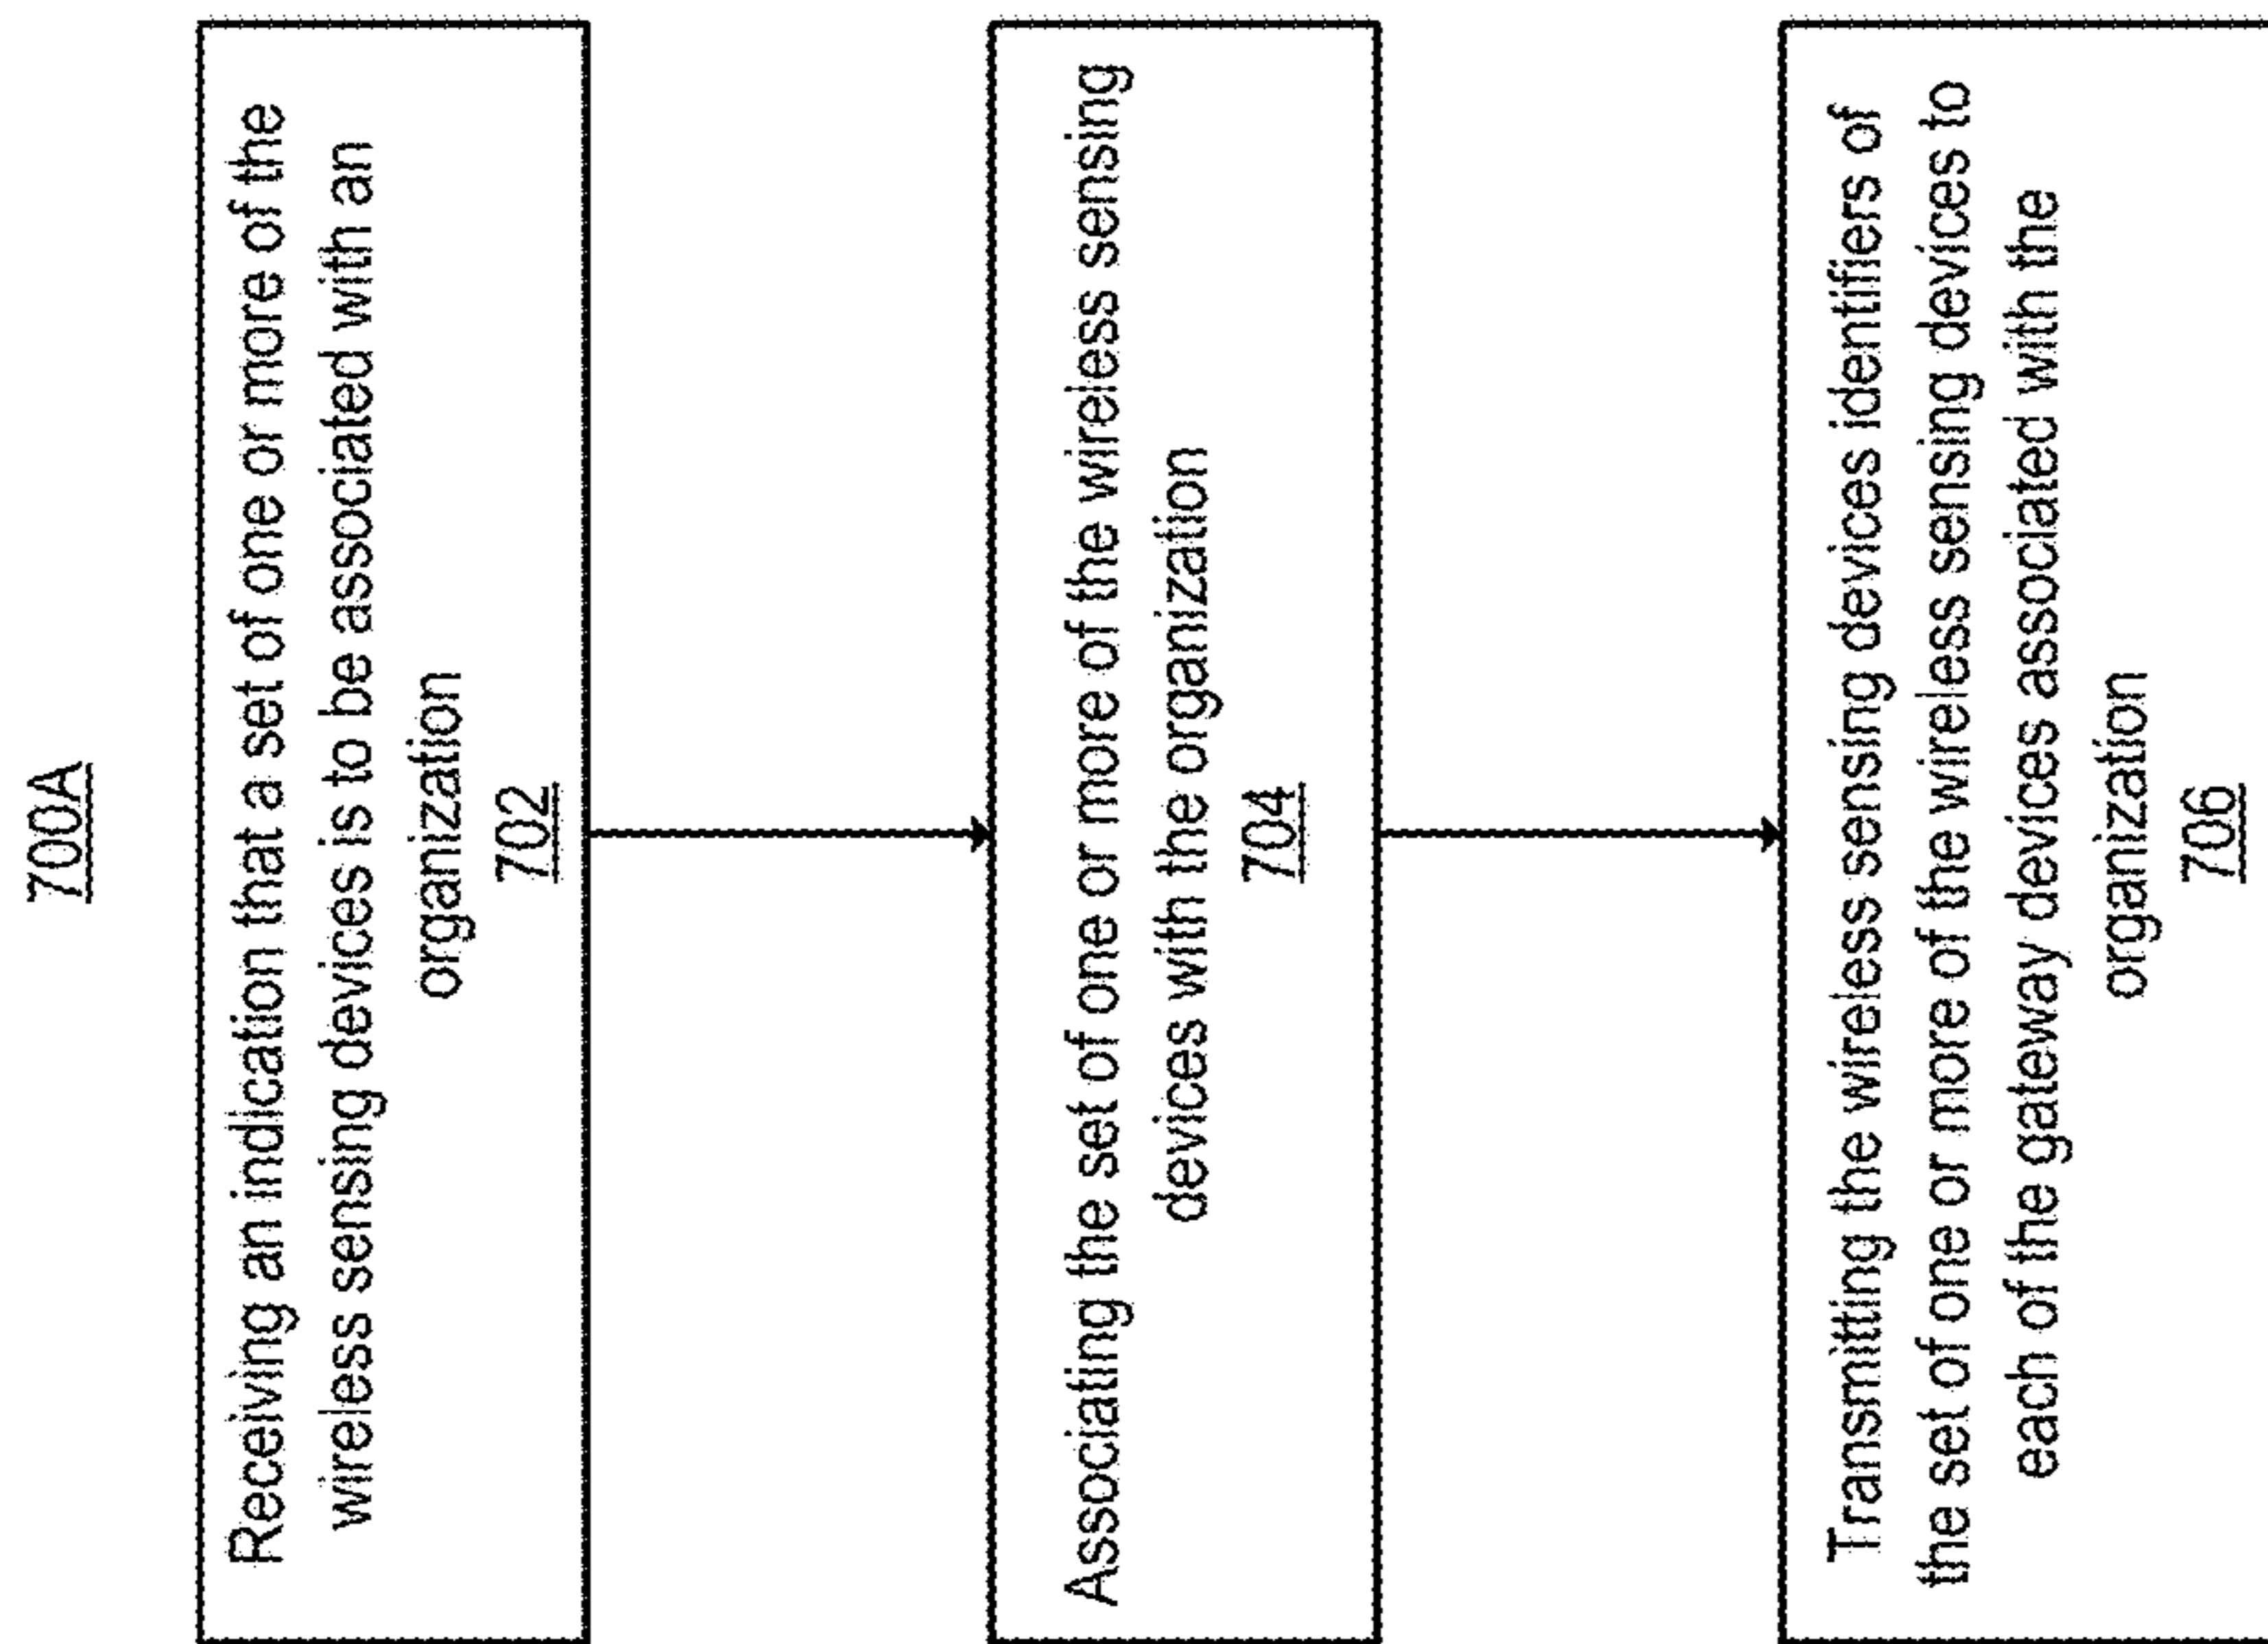 700A
Receiving an indication that a set of one or more of the
wireless sensing devices is to be associated with an
organization
702
Associating the set of one or more of the wireless sensing
devices with the organization
704
Transmitting the wireless sensing devices identifiers of
the set of one or more of the wireless sensing devices to
each of the gateway devices associated with the
organization
706